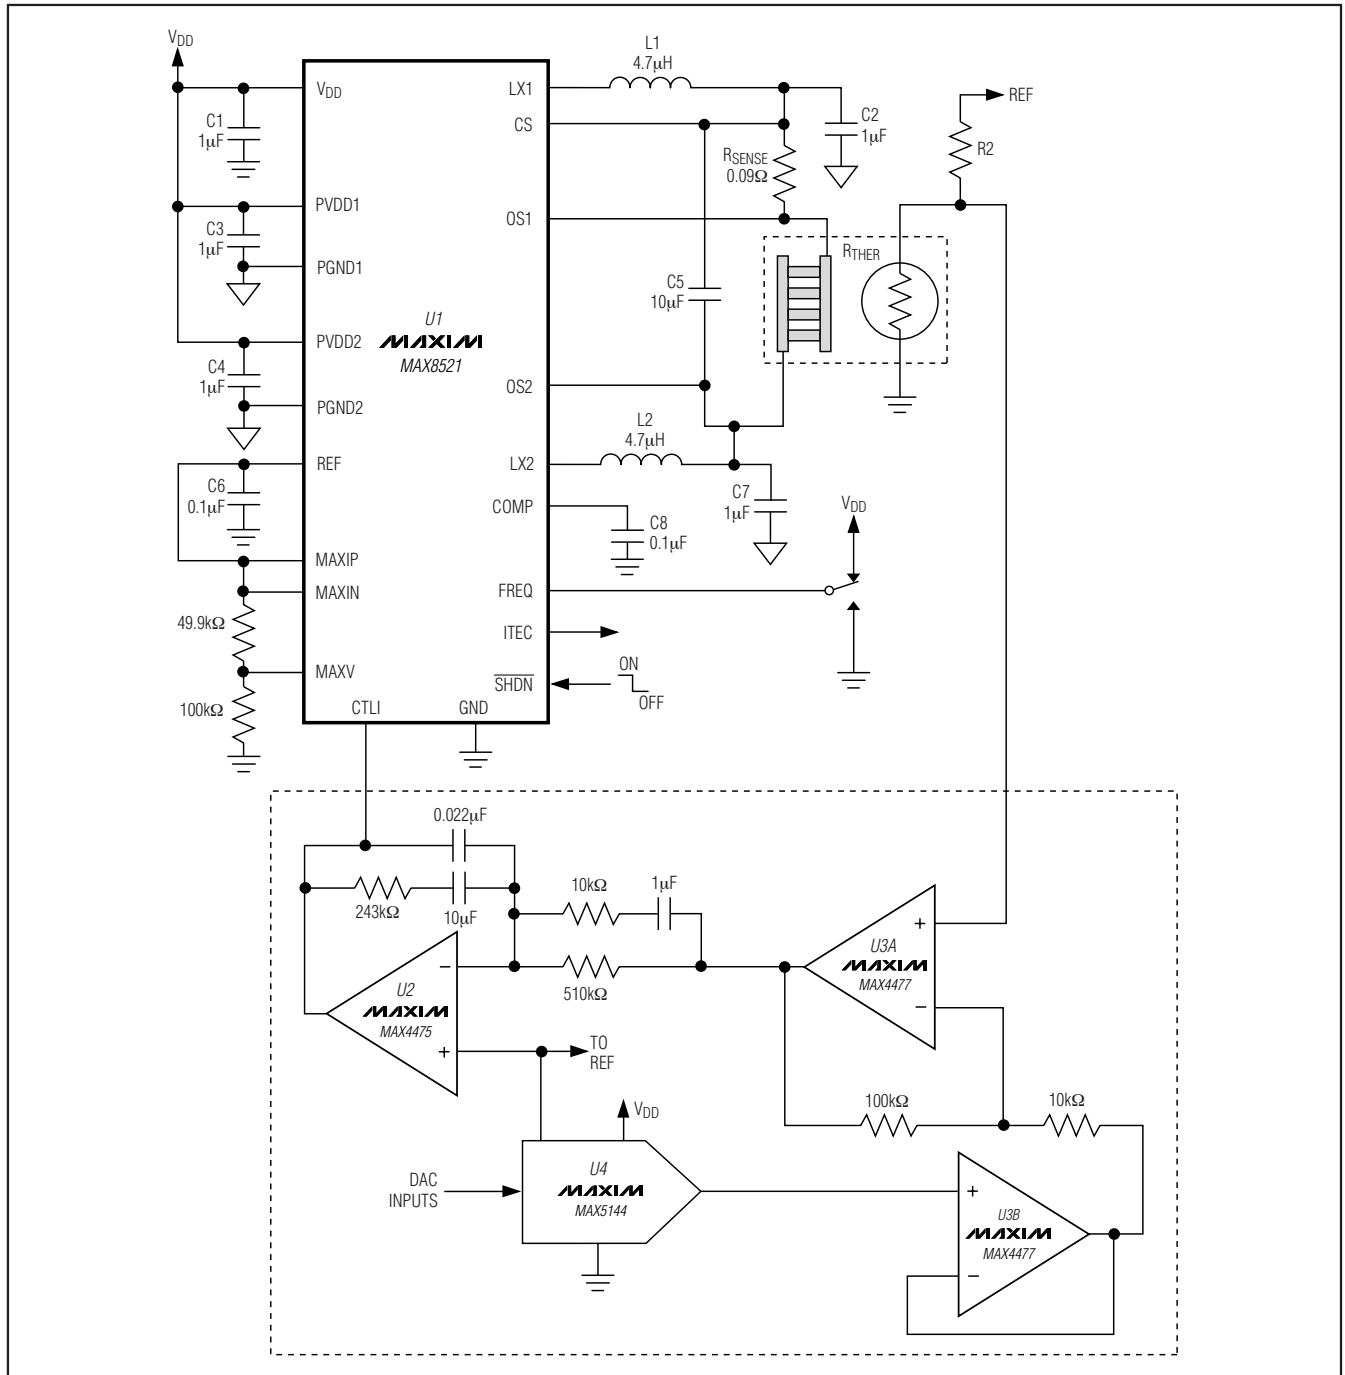 VDD
L1
4.7μH
VDD
LX1
REF
C1
1μF
CS
C2
1μF
R2
RSENSE
0.09Ω
PVDD1
OS1
C3
1μF
PGND1
RTHER
C5
10μF
U1
MAXIM
MAX8521
PVDD2
C4
1μF
OS2
PGND2
L2
4.7μH
REF
LX2
C6
0.1μF
C7
1μF
COMP
VDD
C8
0.1μF
MAXIP
MAXIN
FREQ
49.9kΩ
ITEC
MAXV
SHDN
ON
OFF
100kΩ
CTLI
GND
0.022μF
243kΩ
10μF
10kΩ
1μF
+
U3A
MAXIM
MAX4477
−
−
510kΩ
U2
MAXIM
MAX4475
+
TO
REF
100kΩ
10kΩ
VDD
DAC
INPUTS
U4
MAXIM
MAX5144
+
U3B
MAXIM
MAX4477
−